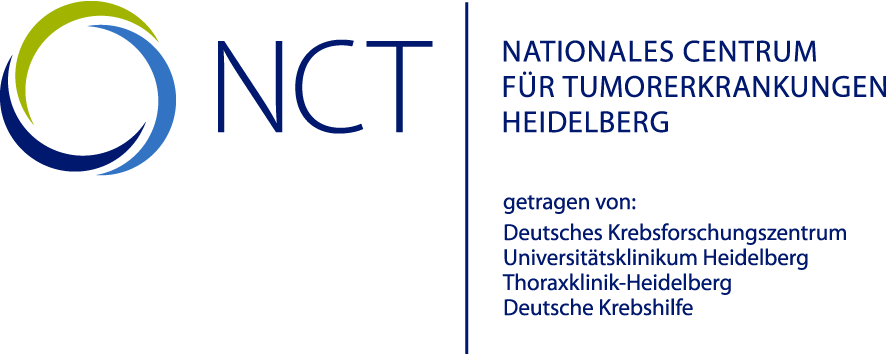 NCT
NATIONALES CENTRUM
FÜR TUMORERKRANKUNGEN
HEIDELBERG
getragen von:
Deutsches Krebsforschungszentrum
Universitätsklinikum Heidelberg
Thoraxklinik-Heidelberg
Deutsche Krebshilfe